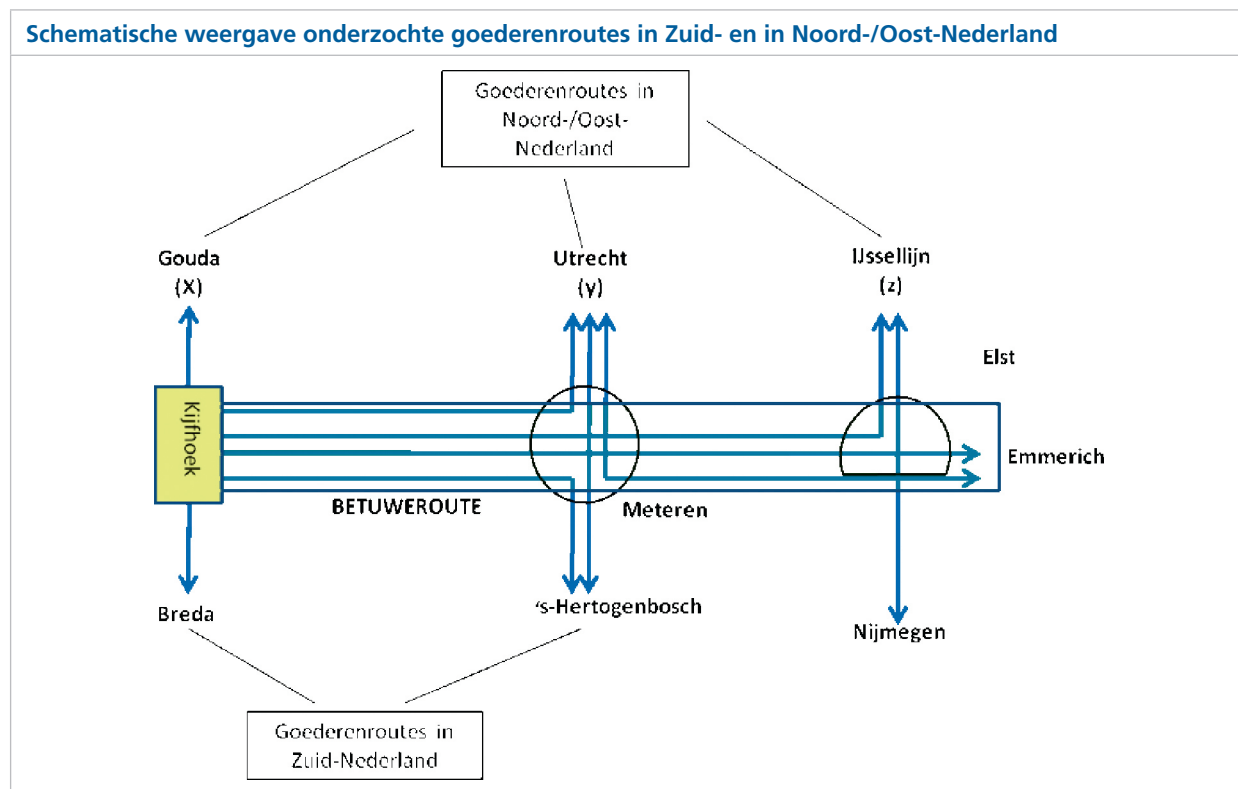 Schematische weergave onderzochte goederenroutes in Zuid- en in Noord-/Oost-Nederland
Goederenroutes in
Noord-/Oost-
Nederland
Gouda
(X)
Utrecht
(y)
IJssellijn
(z)
Elst
Kijfhoek
Emmerich
BETUWEROUTE
Meteren
Breda
's-Hertogenbosch
Nijmegen
Goederenroutes in
Zuid-Nederland